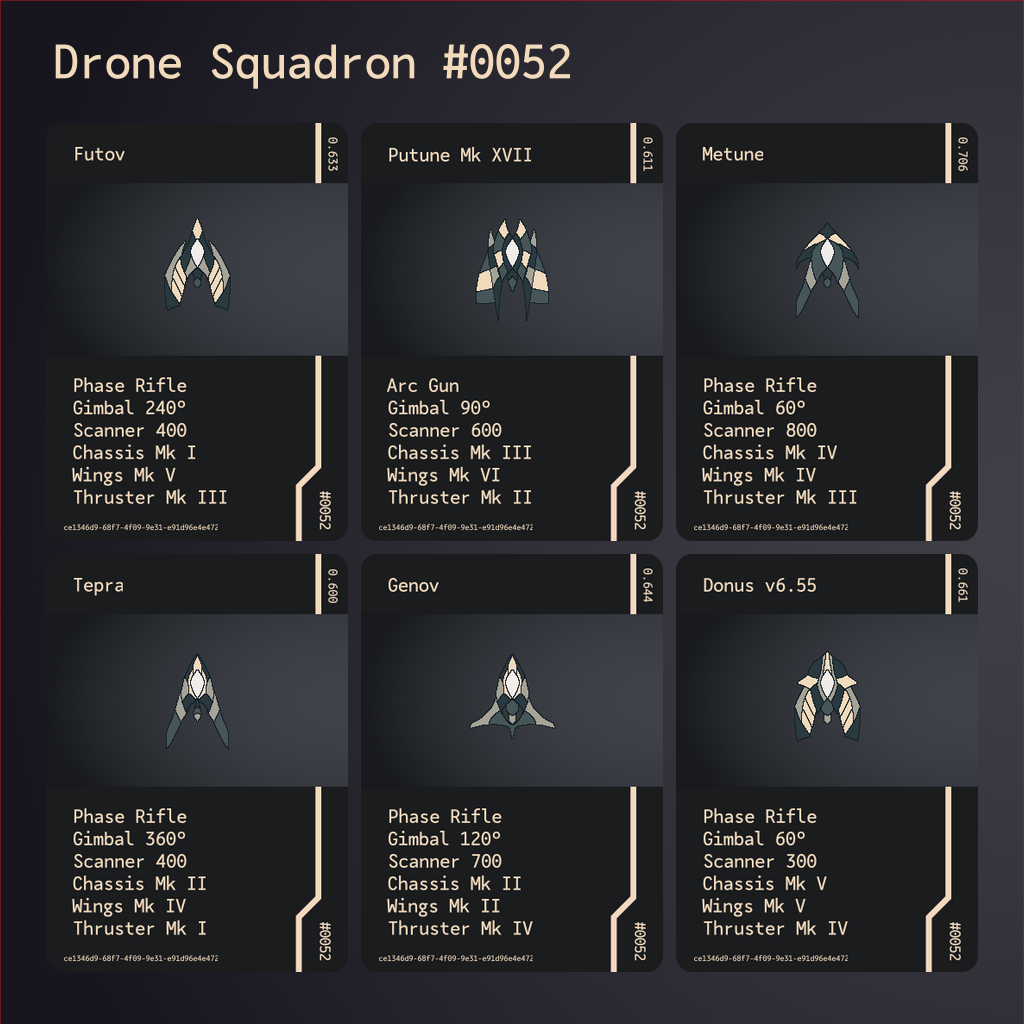 Drone Squadron #0052
Futov
0.633
Phase Rifle
Gimbal 240º
Scanner 400
Chassis Mk I
Wings Mk V
Thruster Mk III
#0052
ce1346d9-68f7-4f09-9e31-e91d96e4e472
Putune Mk XVII
0.611
Arc Gun
Gimbal 90º
Scanner 600
Chassis Mk III
Wings Mk VI
Thruster Mk II
#0052
ce1346d9-68f7-4f09-9e31-e91d96e4e472
Metune
0.706
Phase Rifle
Gimbal 60º
Scanner 800
Chassis Mk IV
Wings Mk IV
Thruster Mk III
#0052
ce1346d9-68f7-4f09-9e31-e91d96e4e472
Tepra
0.600
Phase Rifle
Gimbal 360º
Scanner 400
Chassis Mk II
Wings Mk IV
Thruster Mk I
#0052
ce1346d9-68f7-4f09-9e31-e91d96e4e472
Genov
0.644
Phase Rifle
Gimbal 120º
Scanner 700
Chassis Mk II
Wings Mk II
Thruster Mk IV
#0052
ce1346d9-68f7-4f09-9e31-e91d96e4e472
Donus v6.55
0.661
Phase Rifle
Gimbal 60º
Scanner 300
Chassis Mk V
Wings Mk V
Thruster Mk IV
#0052
ce1346d9-68f7-4f09-9e31-e91d96e4e472